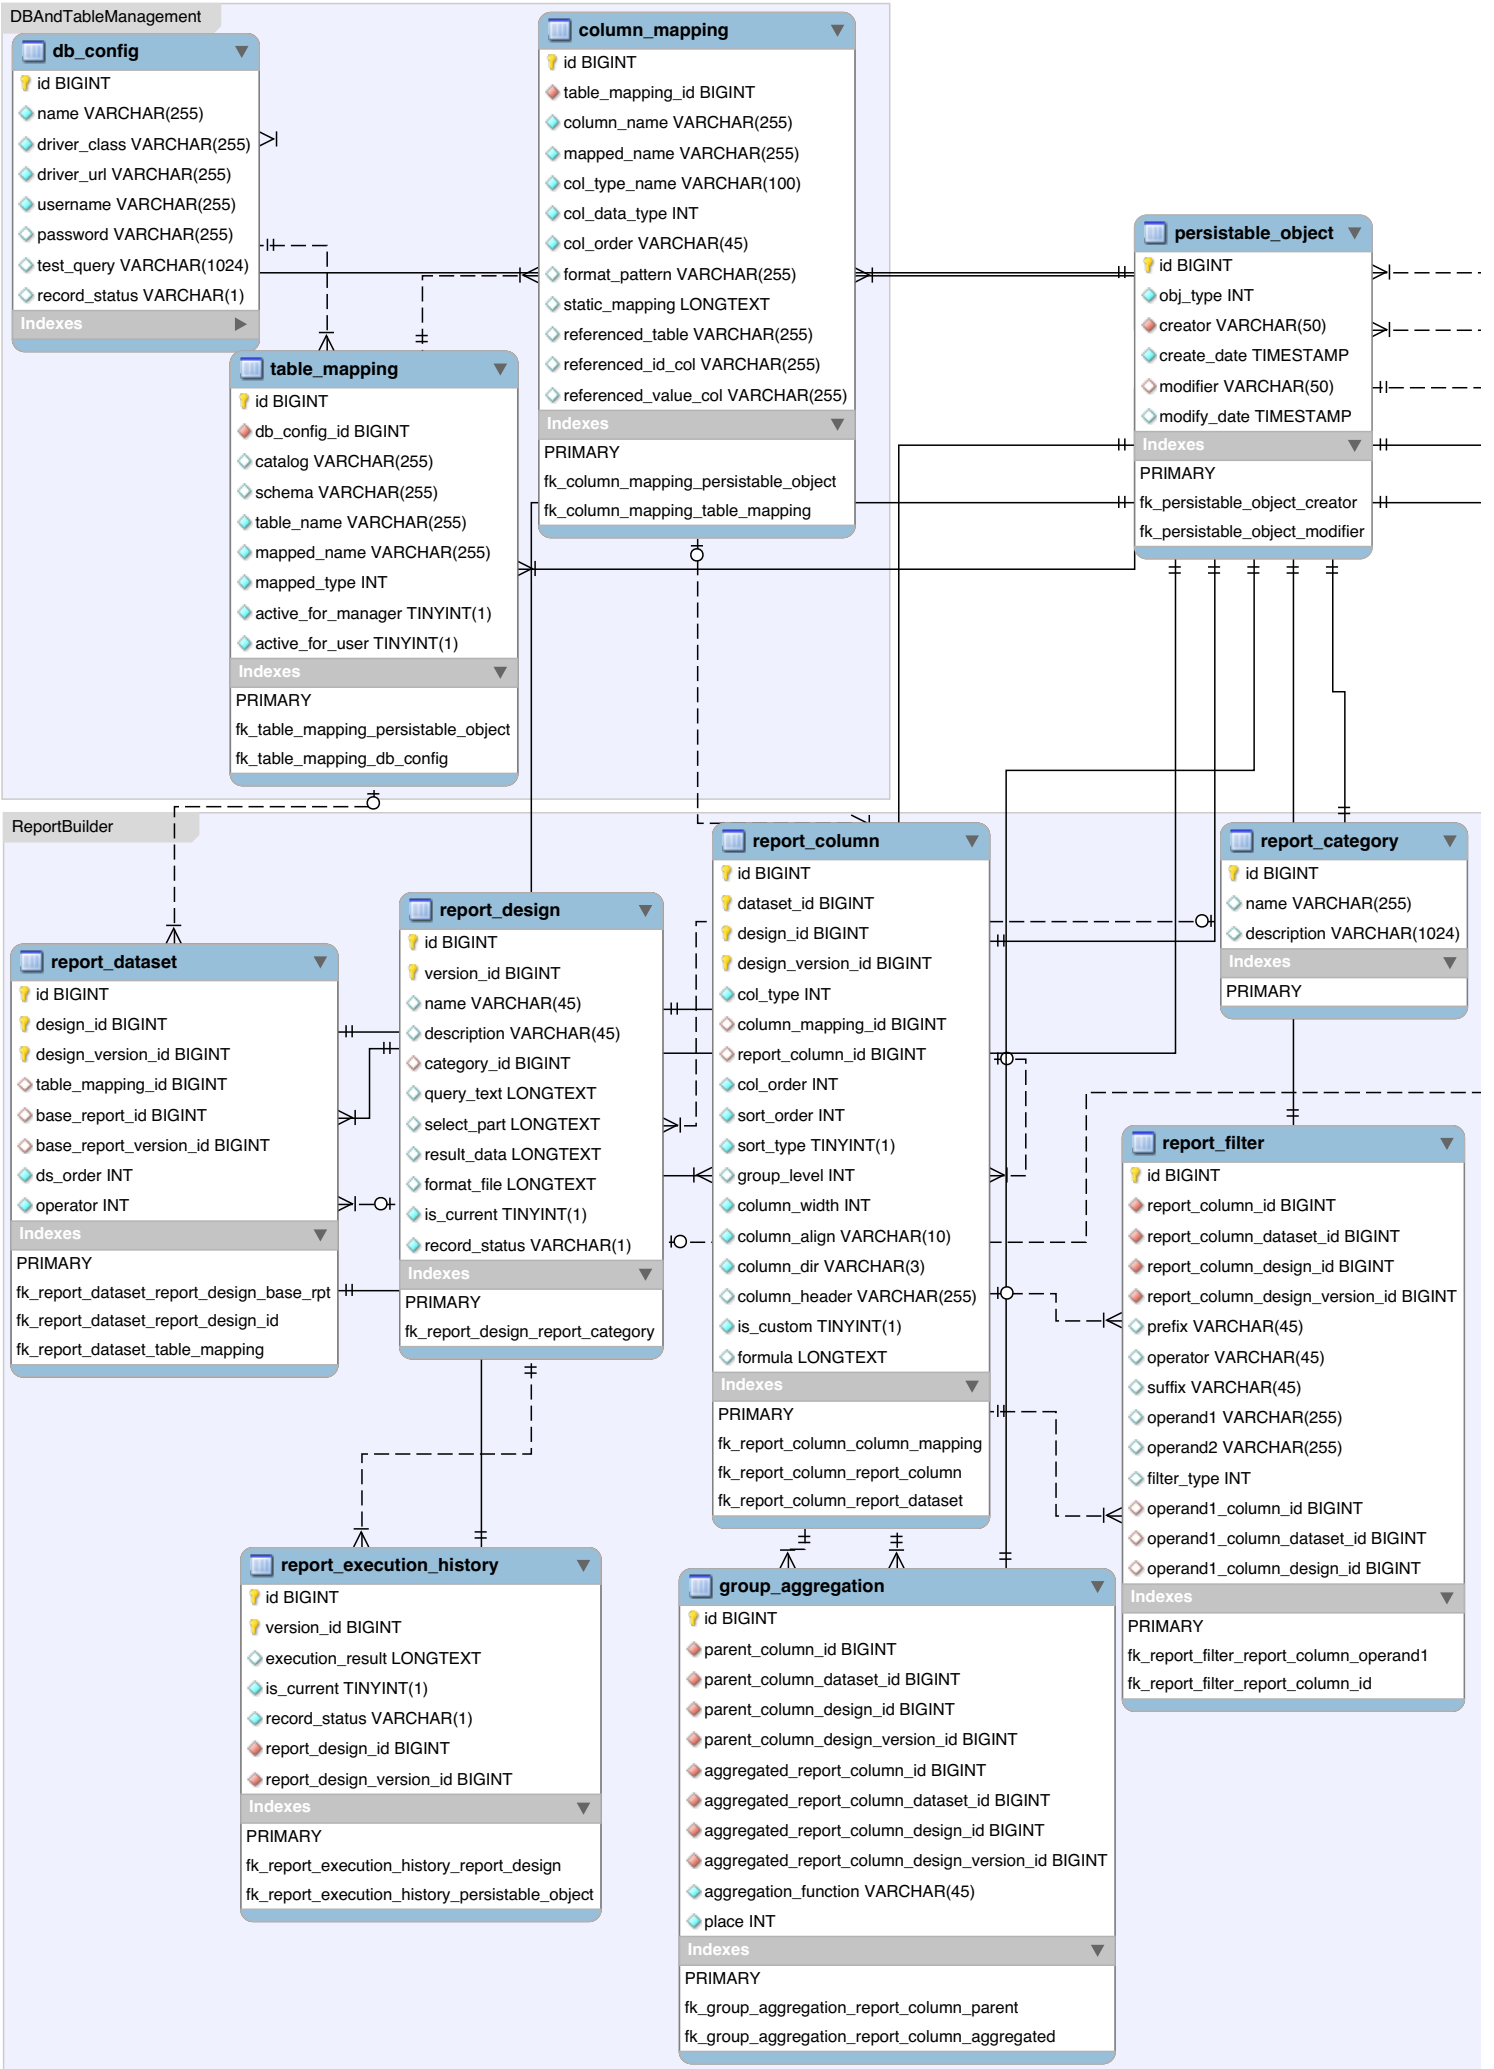 DBAndTableManagement
db_config
id BIGINT
name VARCHAR(255)
driver_class VARCHAR(255)
driver_url VARCHAR(255)
username VARCHAR(255)
password VARCHAR(255)
test_query VARCHAR(1024)
record_status VARCHAR(1)
Indexes
column_mapping
id BIGINT
table_mapping_id BIGINT
column_name VARCHAR(255)
mapped_name VARCHAR(255)
col_type_name VARCHAR(100)
col_data_type INT
col_order VARCHAR(45)
format_pattern VARCHAR(255)
static_mapping LONGTEXT
referenced_table VARCHAR(255)
referenced_id_col VARCHAR(255)
referenced_value_col VARCHAR(255)
Indexes
PRIMARY
fk_column_mapping_persistable_object
fk_column_mapping_table_mapping
persistable_object
id BIGINT
obj_type INT
creator VARCHAR(50)
create_date TIMESTAMP
modifier VARCHAR(50)
modify_date TIMESTAMP
Indexes
PRIMARY
fk_persistable_object_creator
fk_persistable_object_modifier
table_mapping
id BIGINT
db_config_id BIGINT
catalog VARCHAR(255)
schema VARCHAR(255)
table_name VARCHAR(255)
mapped_name VARCHAR(255)
mapped_type INT
active_for_manager TINYINT(1)
active_for_user TINYINT(1)
Indexes
PRIMARY
fk_table_mapping_persistable_object
fk_table_mapping_db_config
ReportBuilder
report_dataset
id BIGINT
design_id BIGINT
design_version_id BIGINT
table_mapping_id BIGINT
base_report_id BIGINT
base_report_version_id BIGINT
ds_order INT
operator INT
Indexes
PRIMARY
fk_report_dataset_report_design_base_rpt
fk_report_dataset_report_design_id
fk_report_dataset_table_mapping
report_design
id BIGINT
version_id BIGINT
name VARCHAR(45)
description VARCHAR(45)
category_id BIGINT
query_text LONGTEXT
select_part LONGTEXT
result_data LONGTEXT
format_file LONGTEXT
is_current TINYINT(1)
record_status VARCHAR(1)
Indexes
PRIMARY
fk_report_design_report_category
report_column
id BIGINT
dataset_id BIGINT
design_id BIGINT
design_version_id BIGINT
col_type INT
column_mapping_id BIGINT
report_column_id BIGINT
col_order INT
sort_order INT
sort_type TINYINT(1)
group_level INT
column_width INT
column_align VARCHAR(10)
column_dir VARCHAR(3)
column_header VARCHAR(255)
is_custom TINYINT(1)
formula LONGTEXT
Indexes
PRIMARY
fk_report_column_column_mapping
fk_report_column_report_column
fk_report_column_report_dataset
report_category
id BIGINT
name VARCHAR(255)
description VARCHAR(1024)
Indexes
PRIMARY
report_filter
id BIGINT
report_column_id BIGINT
report_column_dataset_id BIGINT
report_column_design_id BIGINT
report_column_design_version_id BIGINT
prefix VARCHAR(45)
operator VARCHAR(45)
suffix VARCHAR(45)
operand1 VARCHAR(255)
operand2 VARCHAR(255)
filter_type INT
operand1_column_id BIGINT
operand1_column_dataset_id BIGINT
operand1_column_design_id BIGINT
Indexes
PRIMARY
fk_report_filter_report_column_operand1
fk_report_filter_report_column_id
report_execution_history
id BIGINT
version_id BIGINT
execution_result LONGTEXT
is_current TINYINT(1)
record_status VARCHAR(1)
report_design_id BIGINT
report_design_version_id BIGINT
Indexes
PRIMARY
fk_report_execution_history_report_design
fk_report_execution_history_persistable_object
group_aggregation
id BIGINT
parent_column_id BIGINT
parent_column_dataset_id BIGINT
parent_column_design_id BIGINT
parent_column_design_version_id BIGINT
aggregated_report_column_id BIGINT
aggregated_report_column_dataset_id BIGINT
aggregated_report_column_design_id BIGINT
aggregated_report_column_design_version_id BIGINT
aggregation_function VARCHAR(45)
place INT
Indexes
PRIMARY
fk_group_aggregation_report_column_parent
fk_group_aggregation_report_column_aggregated